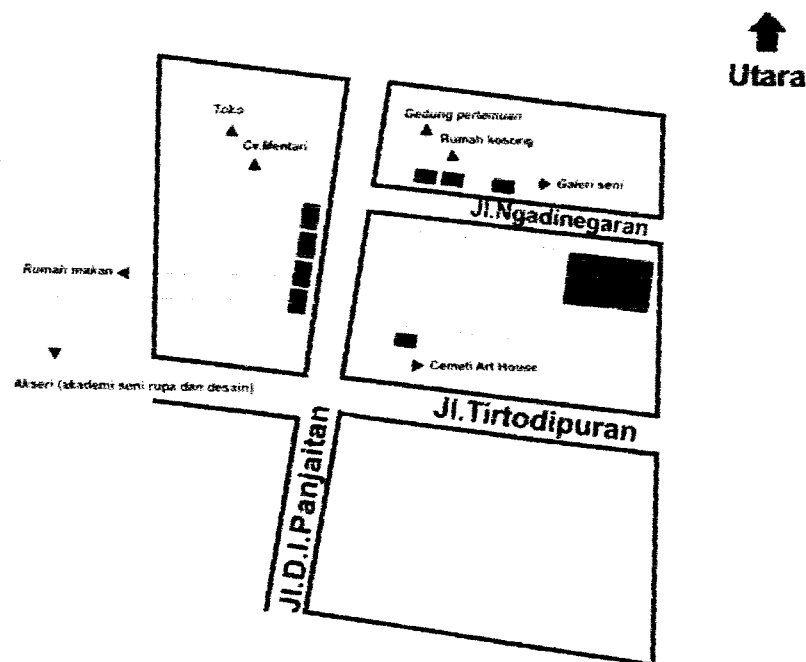 Utara
Toko
Cv.Mentari
Gedung pertemuan
Rumah kosong
Galeri seni
Jl.Ngadinegaran
Rumah makan
Cemeti Art House
Akseri (akademi seni rupa dan desain)
Jl.Tirtodipuran
Jl.D.I.Panjaitan